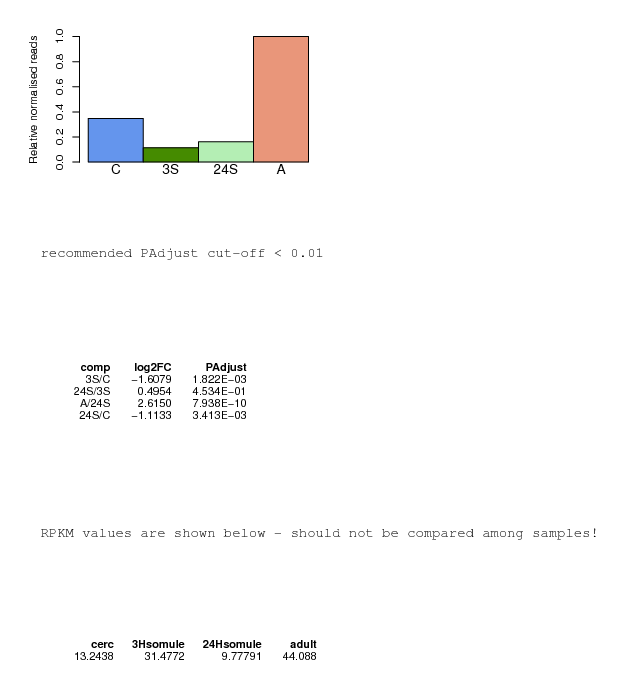 Relative normalised reads
1.0
0.8
0.6
0.4
0.2
0.0
C 3S 24S A
recommended PAdjust cut-off < 0.01
comp log2FC PAdjust
3S/C −1.6079 1.822E−03
24S/3S 0.4954 4.534E−01
A/24S 2.6150 7.938E−10
24S/C −1.1133 3.413E−03
RPKM values are shown below - should not be compared among samples!
cerc 3Hsomule 24Hsomule adult
13.2438 31.4772 9.77791 44.088